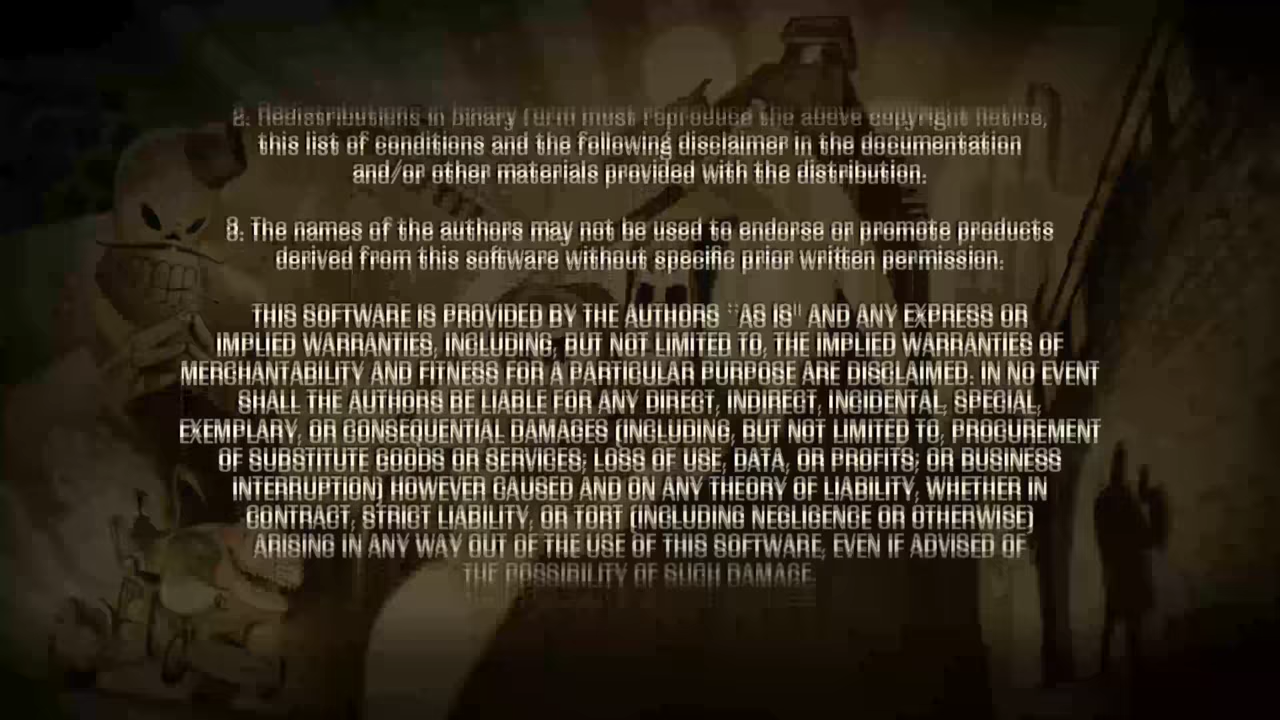 2. Redistributions in binary form must reproduce the above copyright notice,
this list of conditions and the following disclaimer in the documentation
and/or other materials provided with the distribution.
3. The names of the authors may not be used to endorse or promote products
derived from this software without specific prior written permission.
THIS SOFTWARE IS PROVIDED BY THE AUTHORS ``AS IS'' AND ANY EXPRESS OR
IMPLIED WARRANTIES, INCLUDING, BUT NOT LIMITED TO, THE IMPLIED WARRANTIES OF
MERCHANTABILITY AND FITNESS FOR A PARTICULAR PURPOSE ARE DISCLAIMED. IN NO EVENT
SHALL THE AUTHORS BE LIABLE FOR ANY DIRECT, INDIRECT, INCIDENTAL, SPECIAL,
EXEMPLARY, OR CONSEQUENTIAL DAMAGES (INCLUDING, BUT NOT LIMITED TO, PROCUREMENT
OF SUBSTITUTE GOODS OR SERVICES; LOSS OF USE, DATA, OR PROFITS; OR BUSINESS
INTERRUPTION) HOWEVER CAUSED AND ON ANY THEORY OF LIABILITY, WHETHER IN
CONTRACT, STRICT LIABILITY, OR TORT (INCLUDING NEGLIGENCE OR OTHERWISE)
ARISING IN ANY WAY OUT OF THE USE OF THIS SOFTWARE, EVEN IF ADVISED OF
THE POSSIBILITY OF SUCH DAMAGE.